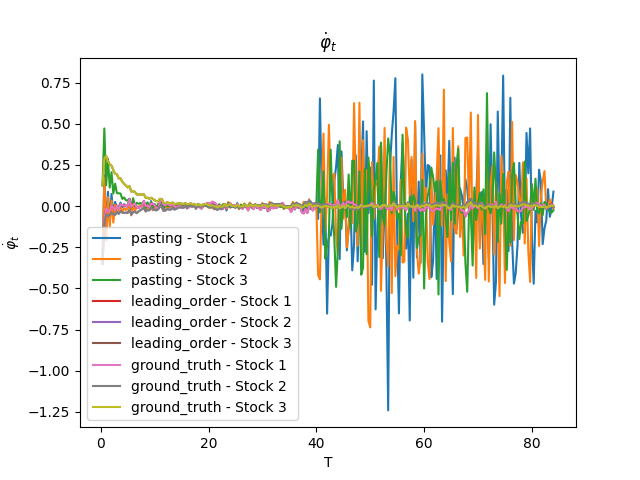 φ̇ₜ
0.75
0.50
0.25
0.00
−0.25
−0.50
−0.75
−1.00
−1.25
φ̇ₜ
pasting - Stock 1
pasting - Stock 2
pasting - Stock 3
leading_order - Stock 1
leading_order - Stock 2
leading_order - Stock 3
ground_truth - Stock 1
ground_truth - Stock 2
ground_truth - Stock 3
0 20 40 60 80
T